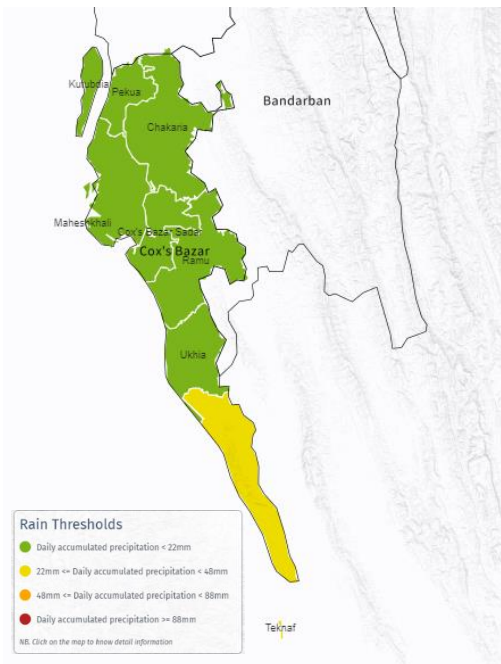 Kutubdia
Pekua
Bandarban
Chakaria
Maheshkhali
Cox's Bazar Sadar
Cox's Bazar
Ramu
Ukhia
Rain Thresholds
Daily accumulated precipitation < 22mm
22mm <= Daily accumulated precipitation < 48mm
48mm <= Daily accumulated precipitation < 88mm
Daily accumulated precipitation >= 88mm
NB. Click on the map to know detail information
Teknaf